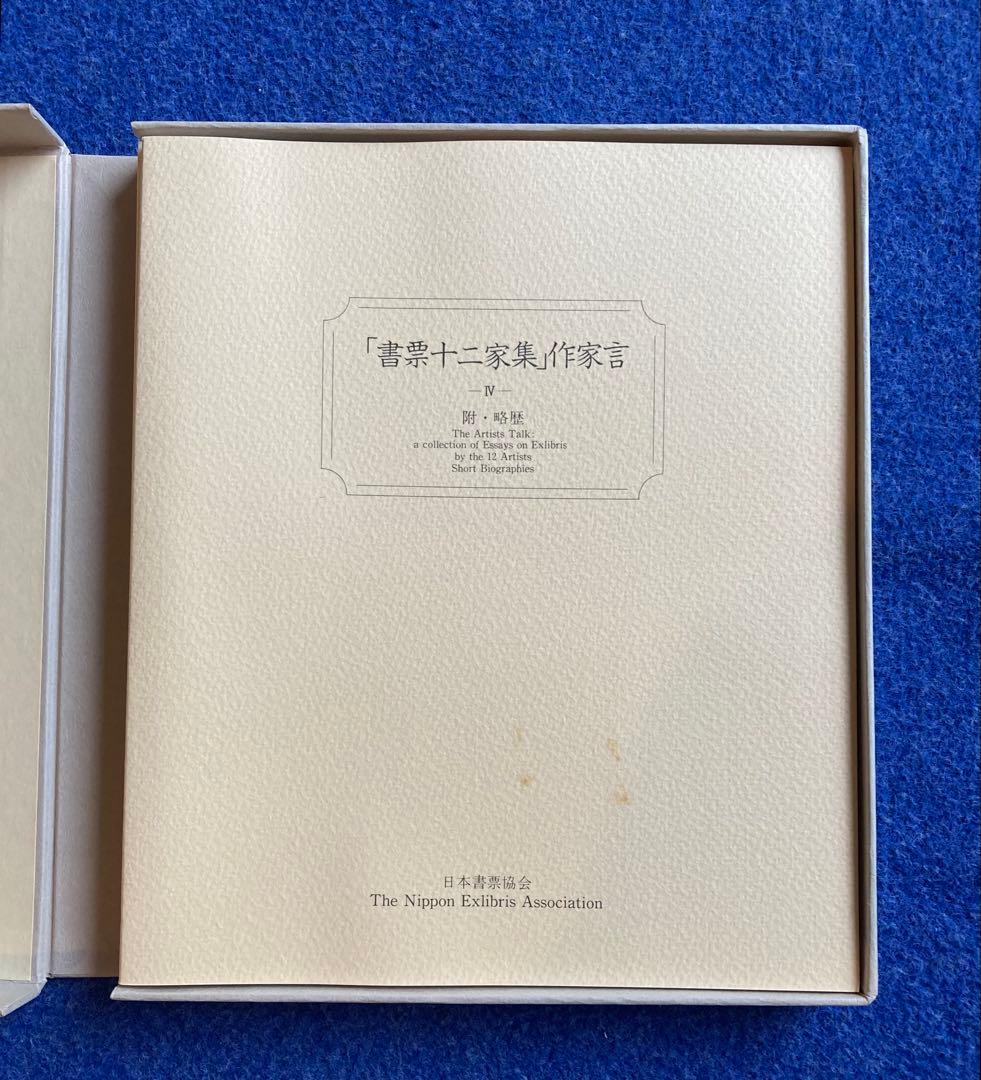 「書票十二家集」作家言
—Ⅳ—
附・略歴
The Artists Talk:
a collection of Essays on Exlibris
by the 12 Artists
Short Biographies
日本書票協会
The Nippon Exlibris Association